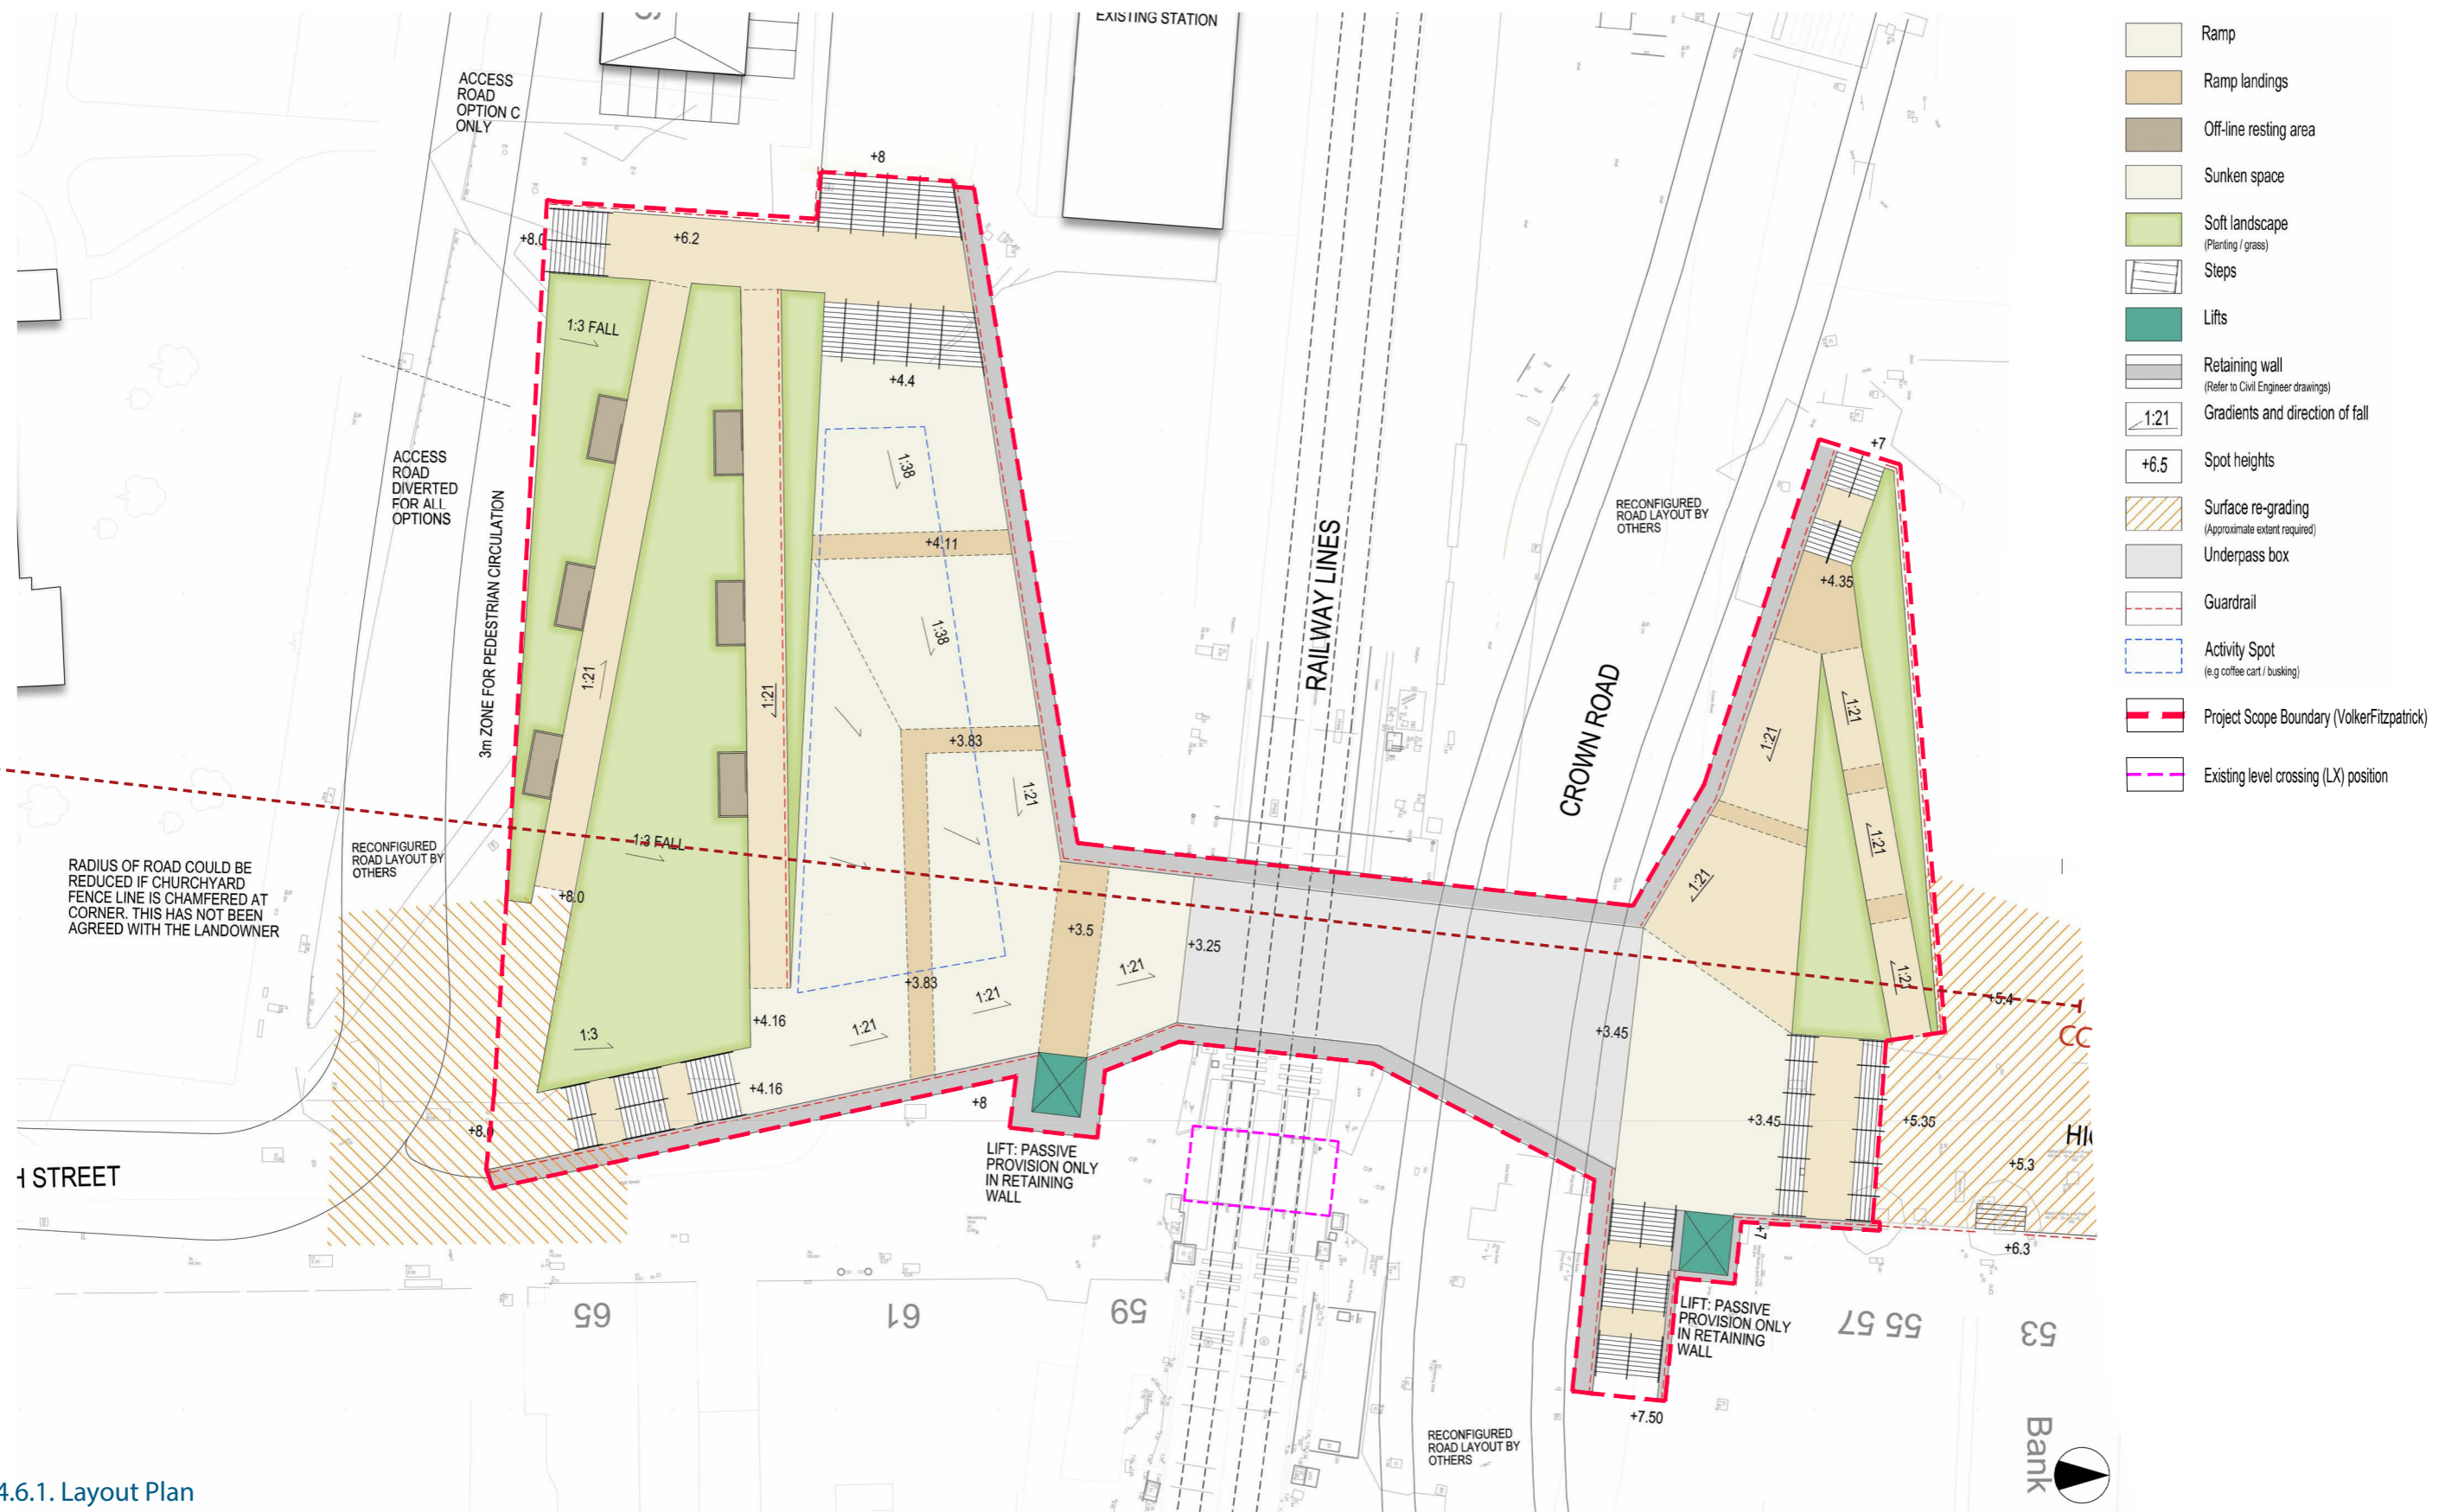 EXISTING STATION
ACCESS
ROAD
OPTION C
ONLY
+8
+8.0
+6.2
1:3 FALL
+4.4
ACCESS
ROAD
DIVERTED
FOR ALL
OPTIONS
3m ZONE FOR PEDESTRIAN CIRCULATION
1:38
+4.11
1:38
1:21
1:21
+3.83
1:21
1:3 FALL
RECONFIGURED
ROAD LAYOUT BY
OTHERS
RADIUS OF ROAD COULD BE
REDUCED IF CHURCHYARD
FENCE LINE IS CHAMFERED AT
CORNER. THIS HAS NOT BEEN
AGREED WITH THE LANDOWNER
+8.0
+3.5
+3.25
1:21
+3.83
1:21
+4.16
1:21
1:3
+4.16
+8
+8.0
H STREET
LIFT: PASSIVE
PROVISION ONLY
IN RETAINING
WALL
RAILWAY LINES
CROWN ROAD
RECONFIGURED
ROAD LAYOUT BY
OTHERS
+7
+4.35
1:21
1:21
1:21
1:21
1:21
+5.4
CC
+3.45
+3.45
+5.35
+5.3
+6.3
+7
LIFT: PASSIVE
PROVISION ONLY
IN RETAINING
WALL
+7.50
RECONFIGURED
ROAD LAYOUT BY
OTHERS
65
61
59
57
55
53
Bank
Ramp
Ramp landings
Off-line resting area
Sunken space
Soft landscape
(Planting / grass)
Steps
Lifts
Retaining wall
(Refer to Civil Engineer drawings)
1:21
Gradients and direction of fall
+6.5
Spot heights
Surface re-grading
(Approximate extent required)
Underpass box
Guardrail
Activity Spot
(e.g coffee cart / busking)
Project Scope Boundary (VolkerFitzpatrick)
Existing level crossing (LX) position
4.6.1. Layout Plan